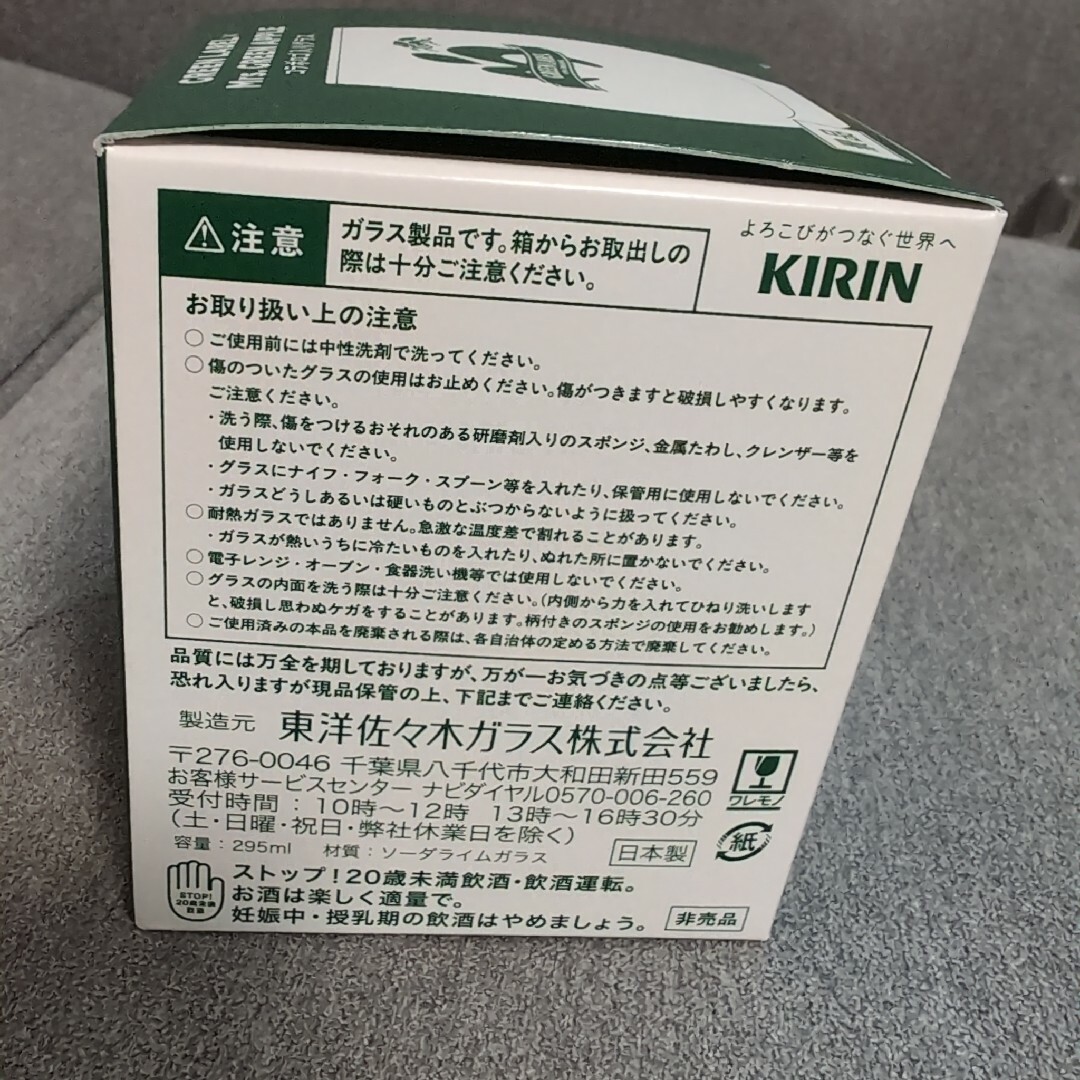 GREEN LABEL×
Mrs. GREEN APPLE
コラボロゴ入りグラス
⚠注意
ガラス製品です。箱からお取出しの
際は十分ご注意ください。
よろこびがつなぐ世界へ
KIRIN
お取り扱い上の注意
○ご使用前には中性洗剤で洗ってください。
○傷のついたグラスの使用はお止めください。傷がつきますと破損しやすくなります。
ご注意ください。
・洗う際、傷をつけるおそれのある研磨剤入りのスポンジ、金属たわし、クレンザー等を
使用しないでください。
・グラスにナイフ・フォーク・スプーン等を入れたり、保管用に使用しないでください。
・ガラスどうしあるいは硬いものとぶつからないように扱ってください。
○耐熱ガラスではありません。急激な温度差で割れることがあります。
・ガラスが熱いうちに冷たいものを入れたり、ぬれた所に置かないでください。
○電子レンジ・オーブン・食器洗い機等では使用しないでください。
○グラスの内面を洗う際は十分ご注意ください。(内側から力を入れてひねり洗いします
と、破損し思わぬケガをすることがあります。柄付きのスポンジの使用をお勧めします。)
○ご使用済みの本品を廃棄される際は、各自治体の定める方法で廃棄してください。
品質には万全を期しておりますが、万が一お気づきの点等ございましたら、
恐れ入りますが現品保管の上、下記までご連絡ください。
製造元 東洋佐々木ガラス株式会社
〒276-0046 千葉県八千代市大和田新田559
お客様サービスセンター ナビダイヤル0570-006-260
受付時間：10時～12時 13時～16時30分
(土・日曜・祝日・弊社休業日を除く)
ワレモノ
紙
容量：295ml 材質：ソーダライムガラス
日本製
STOP!
20歳未満
飲酒
ストップ！20歳未満飲酒・飲酒運転。
お酒は楽しく適量で。
妊娠中・授乳期の飲酒はやめましょう。
非売品